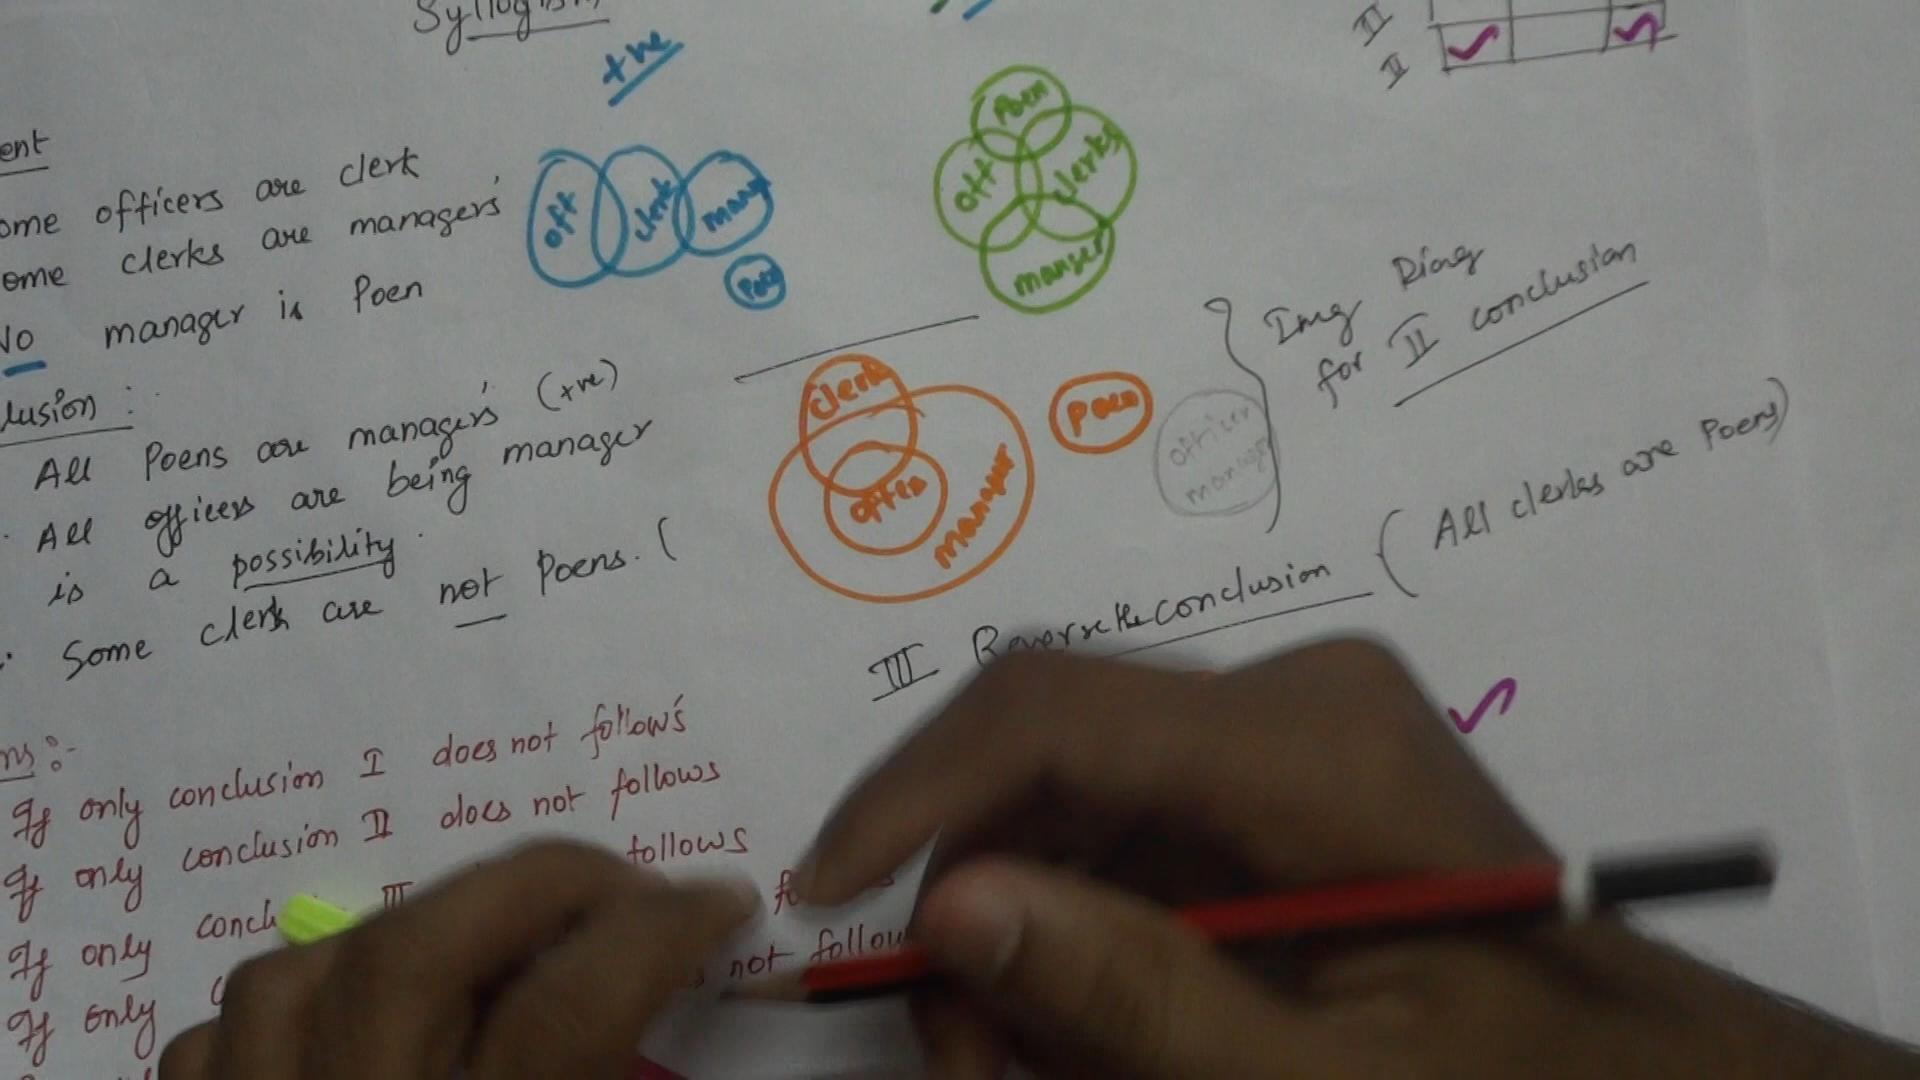 Syllogism
+ve
II
II
ent
ome officers are clerk
ome clerks are managers
No manager is Poen
off clerk mang
Poen
Poen
off clerks
manger
lusion :
All Poens are managers (+ve)
All officers are being manager
is a possibility.
Some clerk are not Poens. (
clerk
manager
Poen
officer
manager
Img Ring
for II conclusion
III Reverse the conclusion ( All clerks are Poens)
ns :-
If only conclusion I does not follows
If only conclusion II does not follows
If only conc III follows
If only
not follow